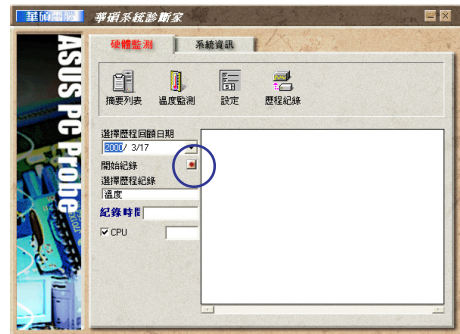 華碩電腦 華碩系統診斷家
ASUS PC Probe
硬體監測 系統資訊
摘要列表 溫度監測 設定 歷程紀錄
選擇歷程回顧日期
2000/ 3/17
開始紀錄
選擇歷程紀錄
溫度
紀錄時
CPU